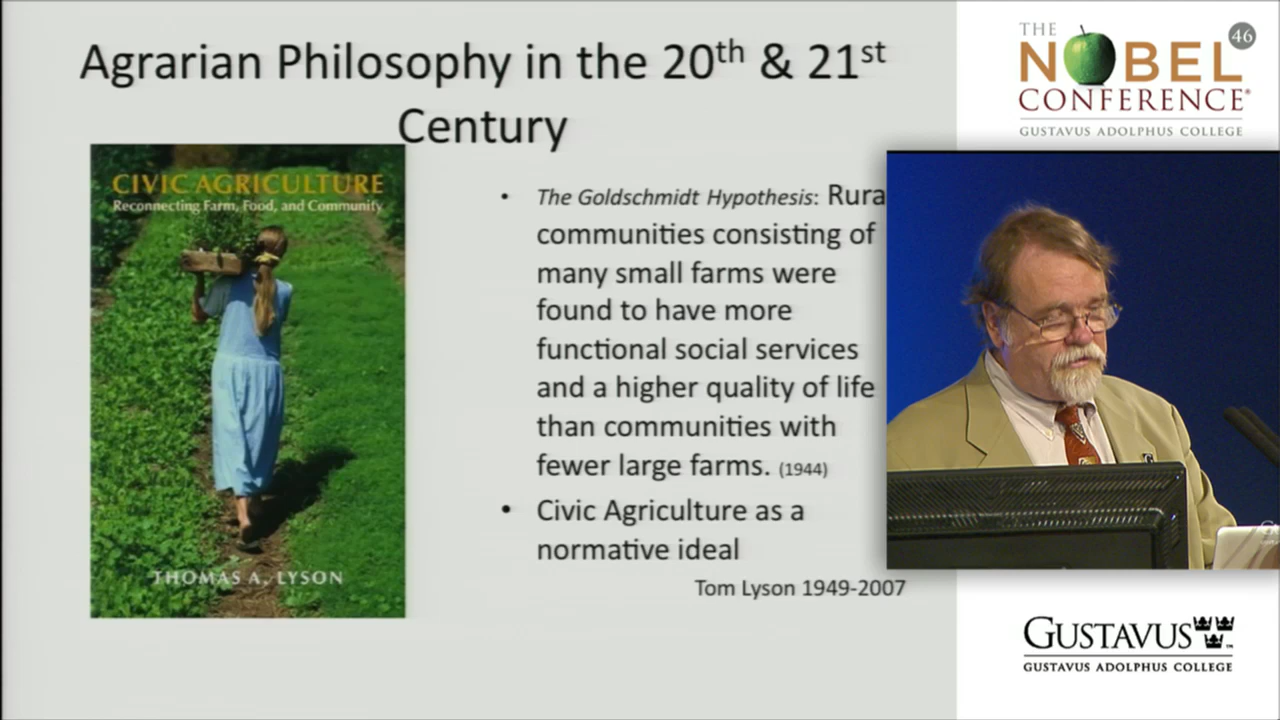 Agrarian Philosophy in the 20th & 21st
Century
CIVIC AGRICULTURE
Reconnecting Farm, Food, and Community
THOMAS A. LYSON
• The Goldschmidt Hypothesis: Rura
communities consisting of
many small farms were
found to have more
functional social services
and a higher quality of life
than communities with
fewer large farms. (1944)
• Civic Agriculture as a
normative ideal
Tom Lyson 1949-2007
THE
NOBEL
46
CONFERENCE®
GUSTAVUS ADOLPHUS COLLEGE
GUSTAVUS™
GUSTAVUS ADOLPHUS COLLEGE